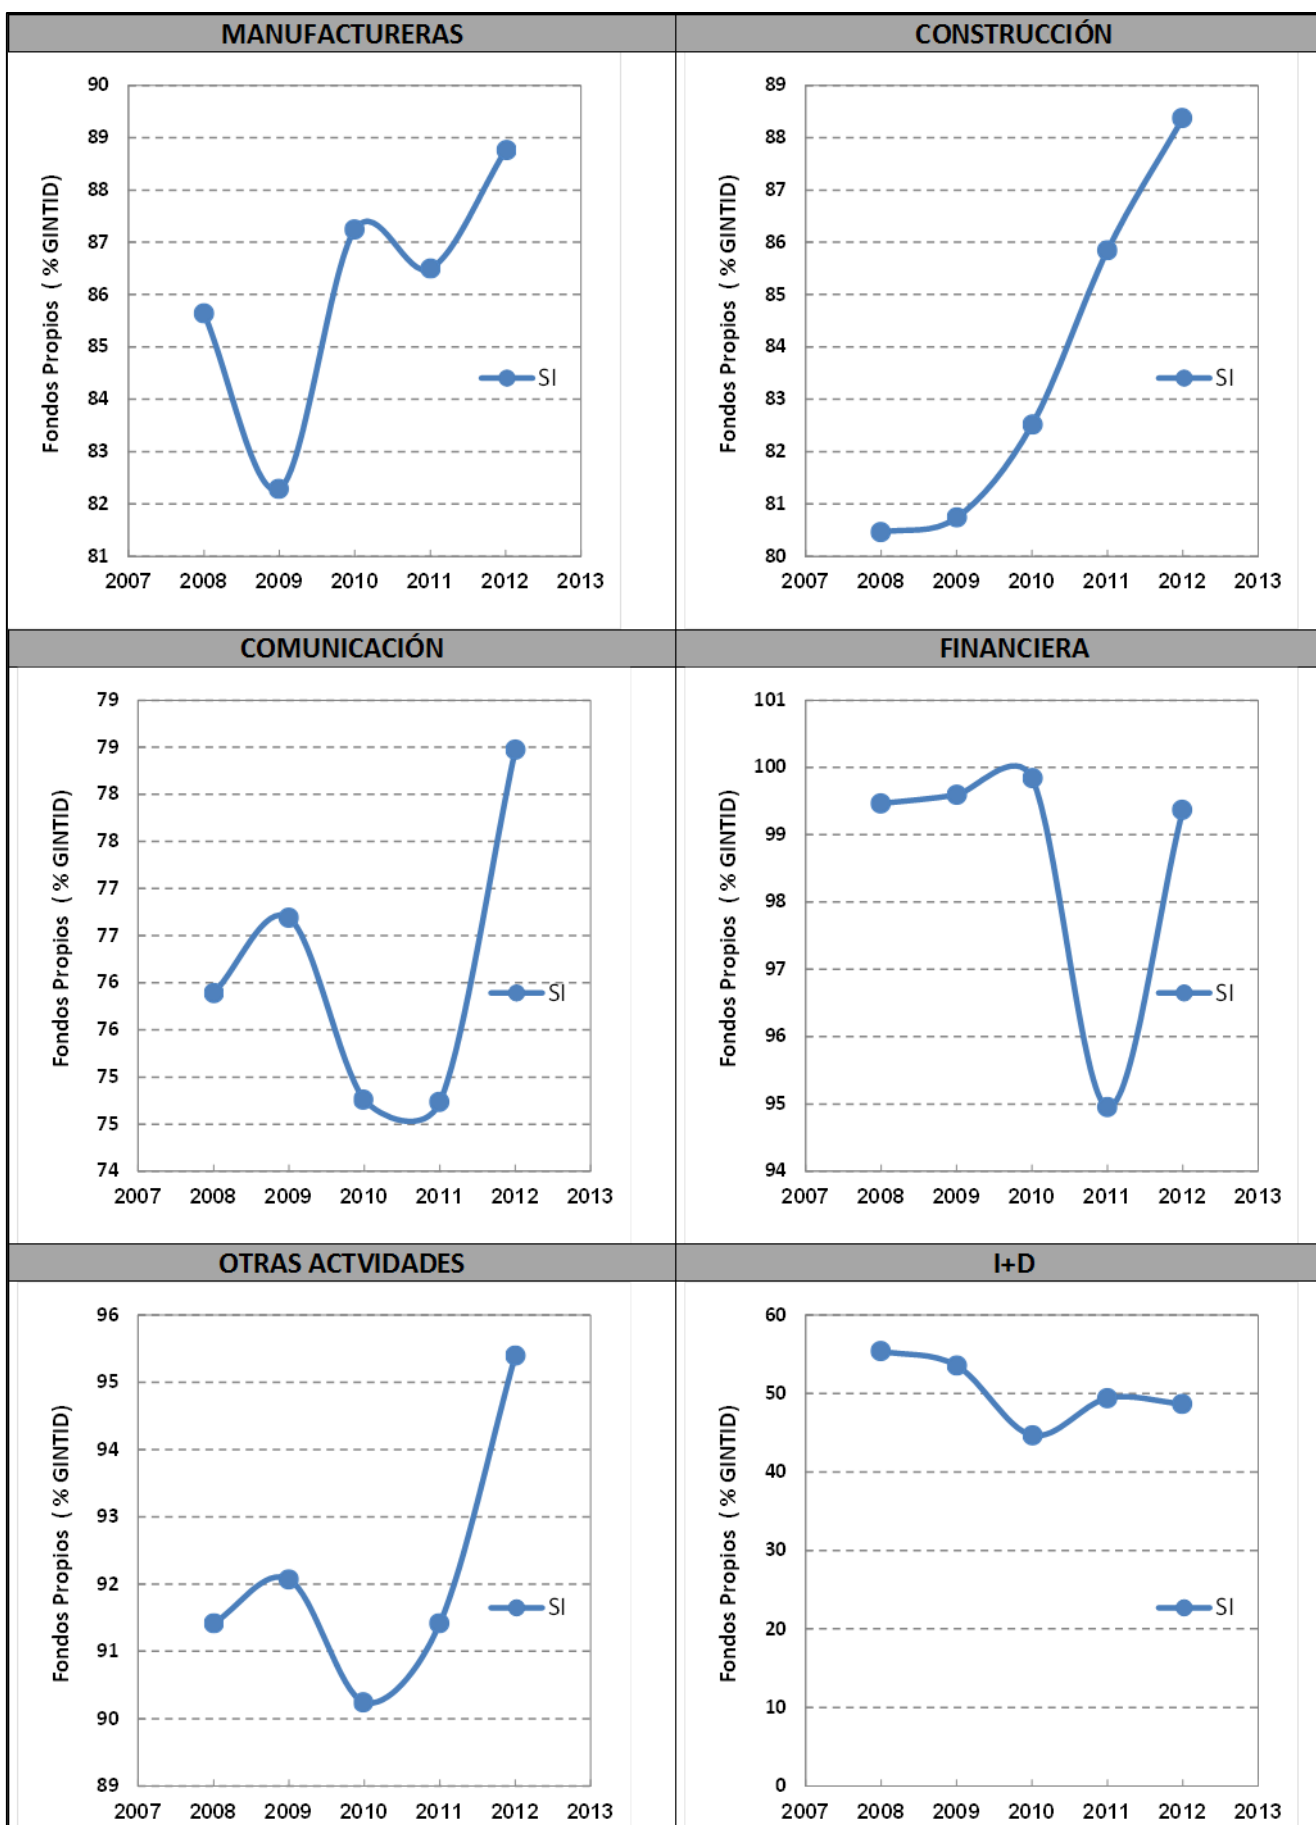 MANUFACTURERAS
Fondos Propios ( % GINTID)
90
89
88
87
86
85
84
83
82
81
2007 2008 2009 2010 2011 2012 2013
SI
CONSTRUCCIÓN
Fondos Propios ( % GINTID)
89
88
87
86
85
84
83
82
81
80
2007 2008 2009 2010 2011 2012 2013
SI
COMUNICACIÓN
Fondos Propios ( % GINTID)
79
79
78
78
77
77
76
76
75
75
74
2007 2008 2009 2010 2011 2012 2013
SI
FINANCIERA
Fondos Propios ( % GINTID)
101
100
99
98
97
96
95
94
2007 2008 2009 2010 2011 2012 2013
SI
OTRAS ACTVIDADES
Fondos Propios ( % GINTID)
96
95
94
93
92
91
90
89
2007 2008 2009 2010 2011 2012 2013
SI
I+D
Fondos Propios ( % GINTID)
60
50
40
30
20
10
0
2007 2008 2009 2010 2011 2012 2013
SI